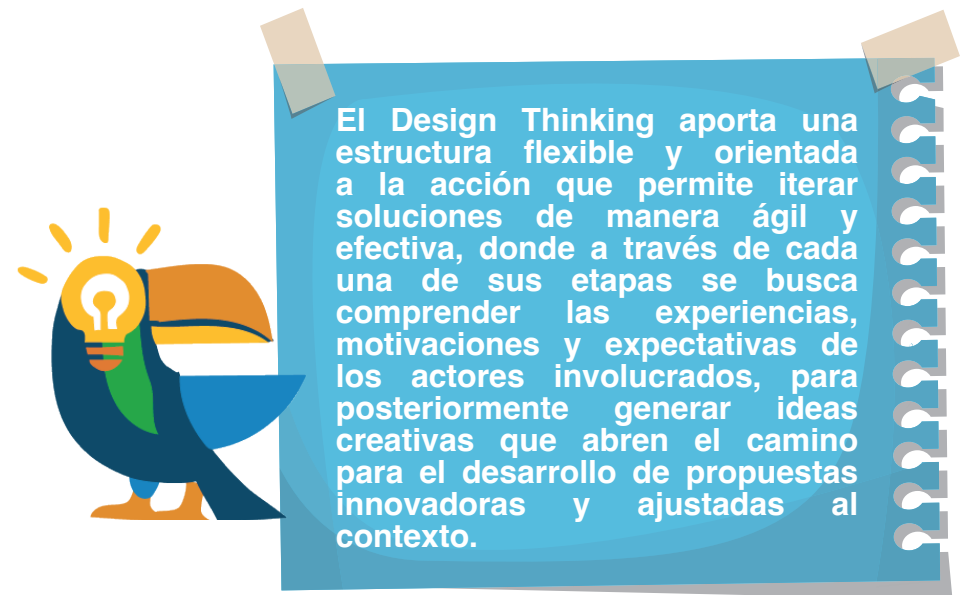 El Design Thinking aporta una
estructura flexible y orientada
a la acción que permite iterar
soluciones de manera ágil y
efectiva, donde a través de cada
una de sus etapas se busca
comprender las experiencias,
motivaciones y expectativas de
los actores involucrados, para
posteriormente generar ideas
creativas que abren el camino
para el desarrollo de propuestas
innovadoras y ajustadas al
contexto.